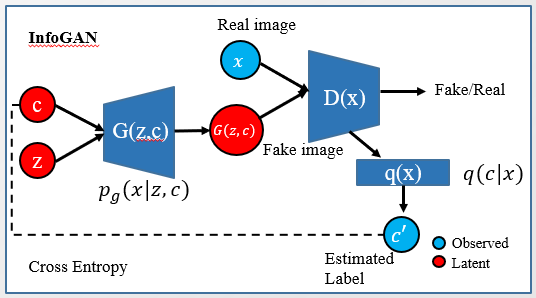 InfoGAN
Real image
x
c
G(z,c)
G(z,c)
D(x)
Fake/Real
z
Fake image
p_g(x|z,c)
q(x)
q(c|x)
c′
Observed
Latent
Estimated
Label
Cross Entropy